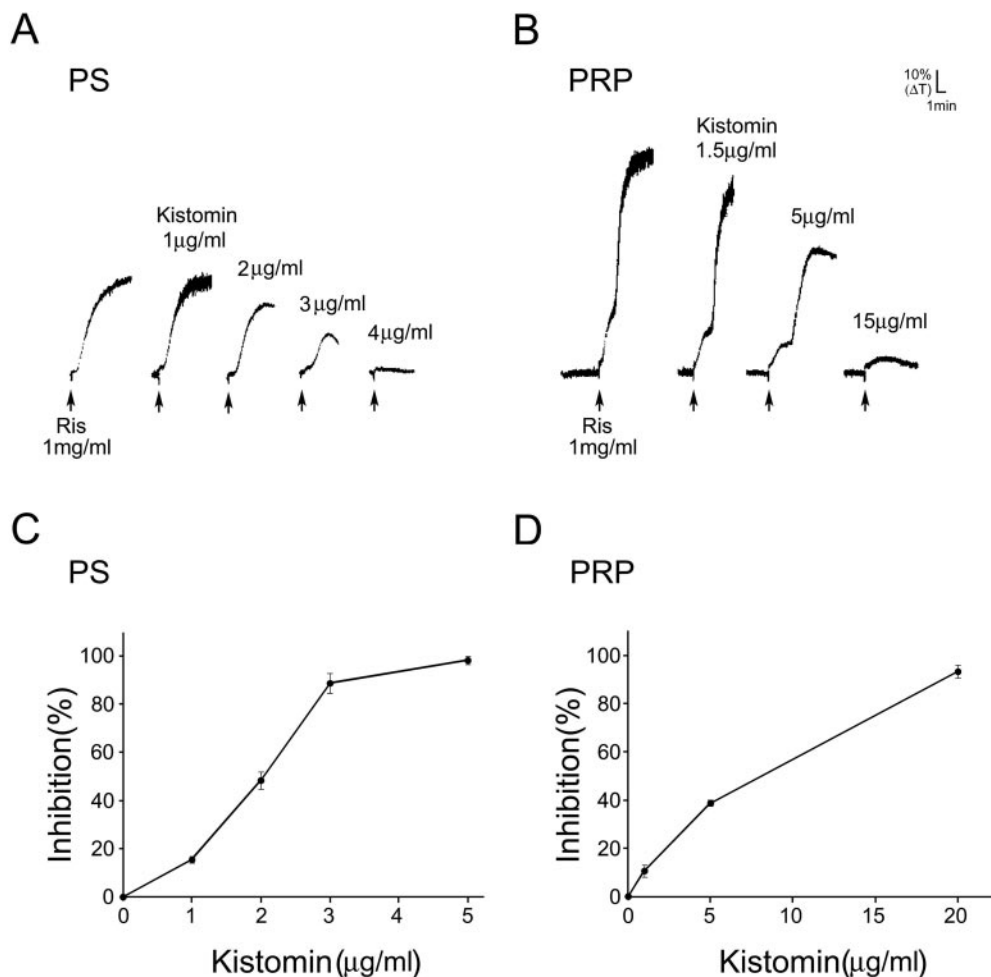 A
PS
Kistomin
1μg/ml
2μg/ml
3μg/ml
4μg/ml
Ris
1mg/ml
B
PRP
10%
(ΔT)
1min
Kistomin
1.5μg/ml
5μg/ml
15μg/ml
Ris
1mg/ml
C
PS
Inhibition(%)
100
80
60
40
20
0
0 1 2 3 4 5
Kistomin(μg/ml)
D
PRP
Inhibition(%)
100
80
60
40
20
0
0 5 10 15 20
Kistomin(μg/ml)